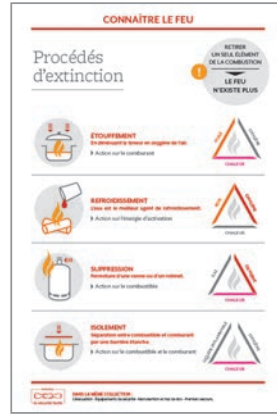 CONNAÎTRE LE FEU
Procédés
d'extinction
RETIRER
UN SEUL ÉLÉMENT
DE LA COMBUSTION
LE FEU
N'EXISTE PLUS
!
ÉTOUFFEMENT
En diminuant la teneur en oxygène de l'air.
Action sur le comburant
CHALEUR
REFROIDISSEMENT
L'eau est le meilleur agent de refroidissement.
Action sur l'énergie d'activation
CHALEUR
SUPPRESSION
Fermeture d'une vanne ou d'un robinet.
Action sur le combustible
CHALEUR
ISOLEMENT
Séparation entre combustible et comburant
par une barrière étanche.
Action sur le combustible et le comburant
CHALEUR
DANS LA MÊME COLLECTION :